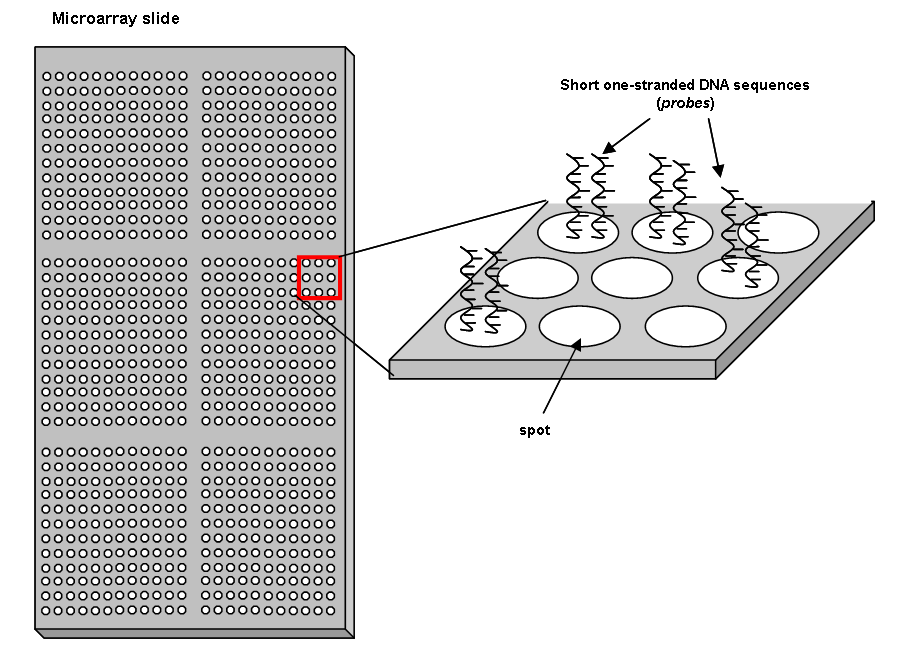 Microarray slide
Short one-stranded DNA sequences
(probes)
spot